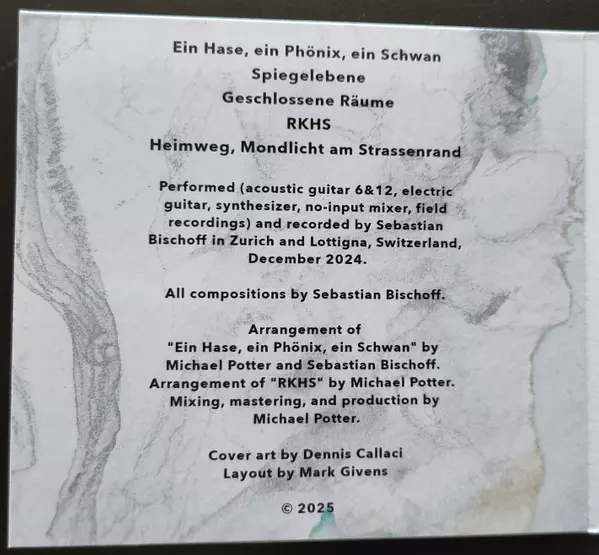 Ein Hase, ein Phönix, ein Schwan
Spiegelebene
Geschlossene Räume
RKHS
Heimweg, Mondlicht am Strassenrand
Performed (acoustic guitar 6&12, electric
guitar, synthesizer, no-input mixer, field
recordings) and recorded by Sebastian
Bischoff in Zurich and Lottigna, Switzerland,
December 2024.
All compositions by Sebastian Bischoff.
Arrangement of
"Ein Hase, ein Phönix, ein Schwan" by
Michael Potter and Sebastian Bischoff.
Arrangement of "RKHS" by Michael Potter.
Mixing, mastering, and production by
Michael Potter.
Cover art by Dennis Callaci
Layout by Mark Givens
© 2025